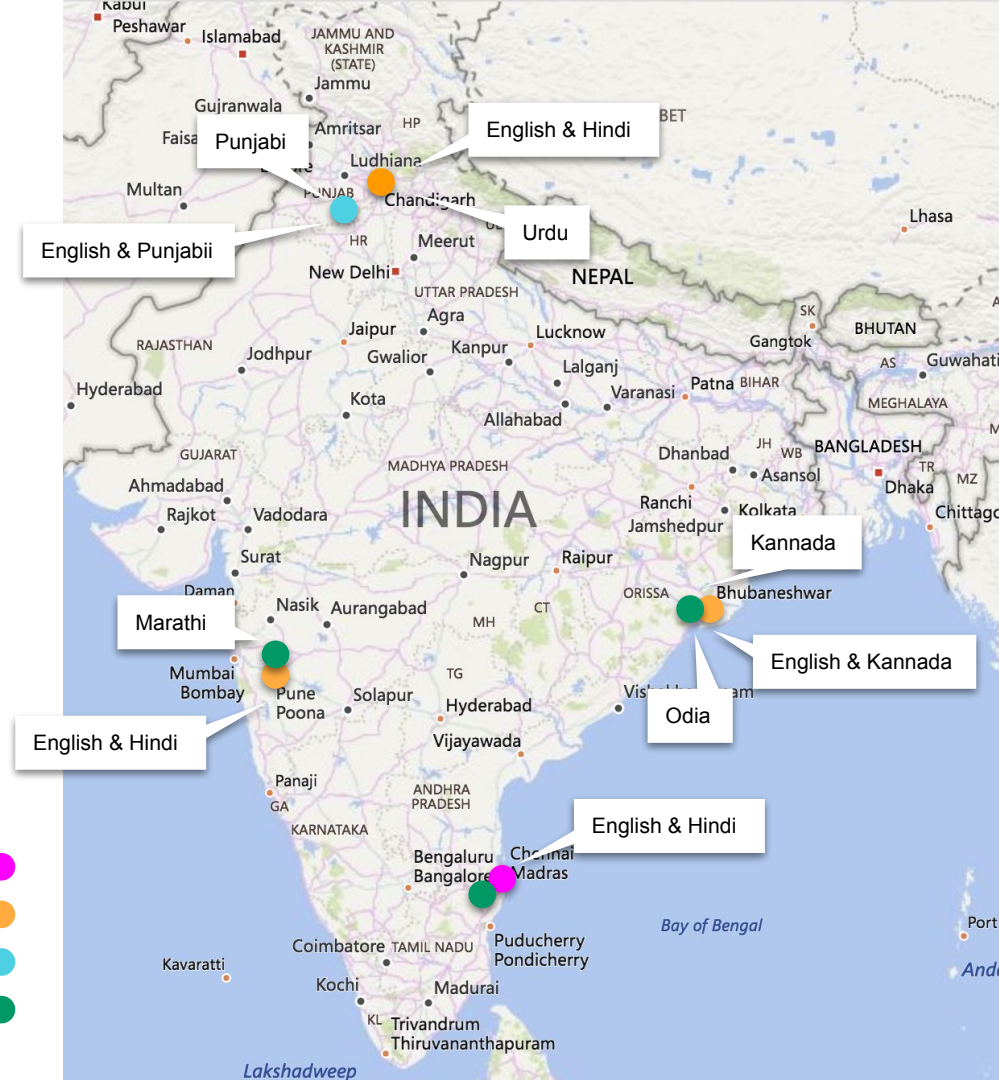 Kabul
Peshawar
Islamabad
JAMMU AND
KASHMIR
(STATE)
Jammu
Gujranwala
Amritsar
HP
English & Hindi
Punjabi
Ludhiana
Multan
PUNJAB
Chandigarh
Lhasa
Urdu
English & Punjabii
HR
Meerut
New Delhi
NEPAL
UTTAR PRADESH
SK
Agra
Jaipur
Lucknow
BHUTAN
RAJASTHAN
Jodhpur
Gwalior
Kanpur
Gangtok
AS
Guwahati
Lalganj
Hyderabad
Kota
Varanasi
Patna
BIHAR
MEGHALAYA
Allahabad
GUJARAT
MADHYA PRADESH
Dhanbad
JH
WB
BANGLADESH
TR
MZ
Ahmadabad
Asansol
Dhaka
INDIA
Rajkot
Vadodara
Ranchi
Kolkata
Jamshedpur
Kannada
Surat
Nagpur
Raipur
Daman
ORISSA
Bhubaneshwar
Nasik
Aurangabad
CT
Marathi
MH
English & Kannada
Mumbai
Bombay
TG
Pune
Poona
Solapur
Hyderabad
Odia
English & Hindi
Vijayawada
Panaji
GA
ANDHRA
PRADESH
KARNATAKA
English & Hindi
Bengaluru
Bangalore
Chennai
Madras
Bay of Bengal
Port
Puducherry
Pondicherry
Coimbatore
TAMIL NADU
Kavaratti
Kochi
Madurai
KL
Trivandrum
Thiruvananthapuram
Lakshadweep